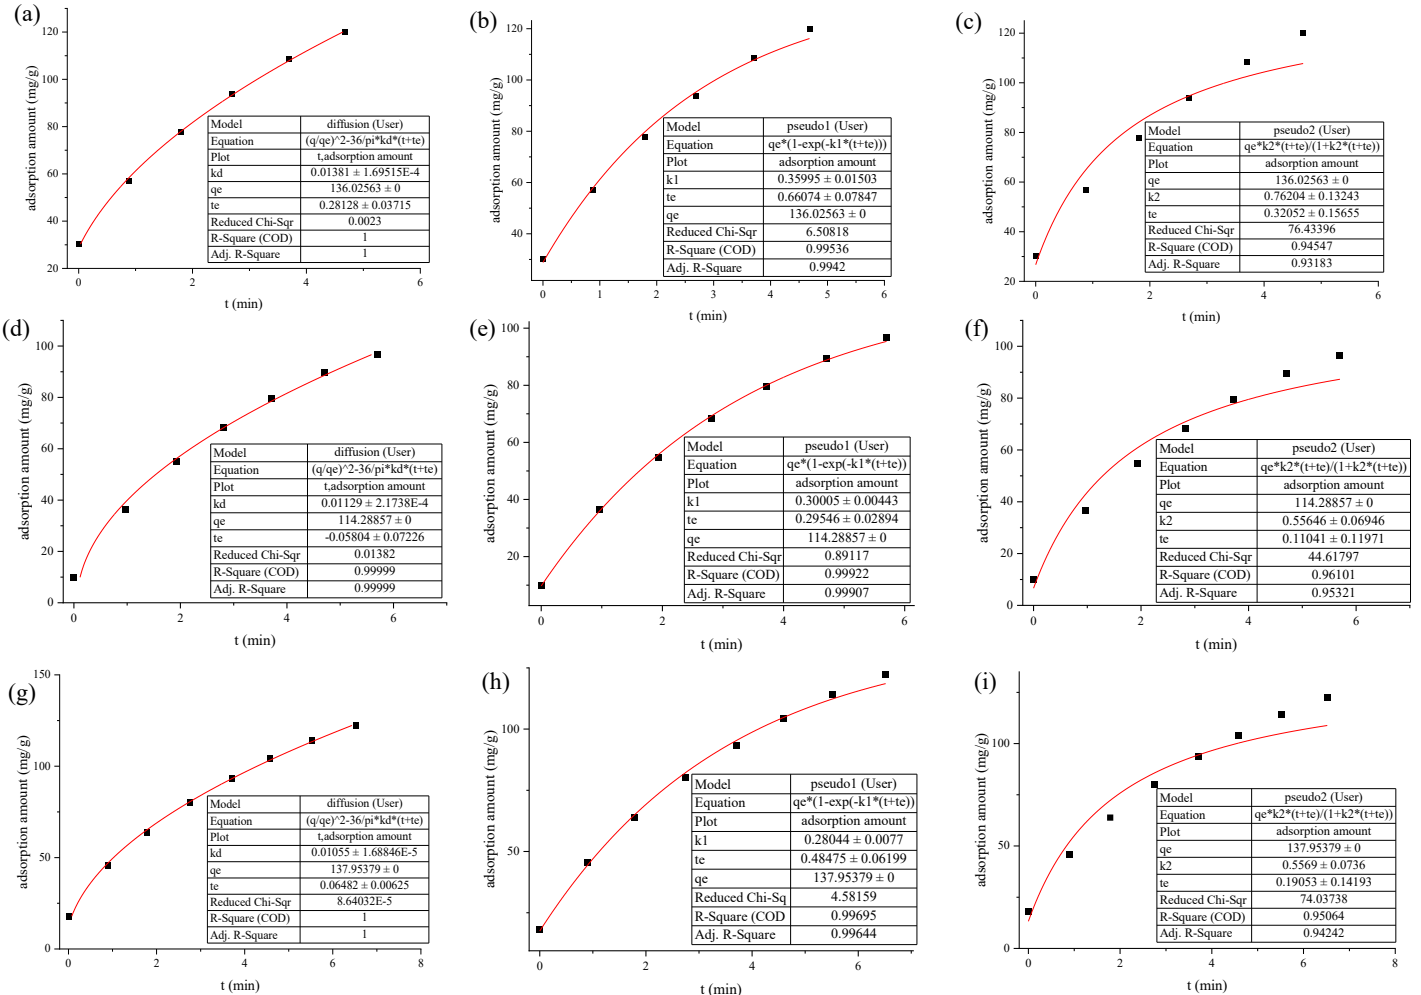 (a)
adsorption amount (mg/g)
120
100
80
60
40
20
0
2
4
6
t (min)
Model diffusion (User)
Equation (q/qe)^2-36/pi*kd*(t+te)
Plot t,adsorption amount
kd 0.01381 ± 1.69515E-4
qe 136.02563 ± 0
te 0.28128 ± 0.03715
Reduced Chi-Sqr 0.0023
R-Square (COD) 1
Adj. R-Square 1
(b)
adsorption amount (mg/g)
120
100
80
60
40
0
1
2
3
4
5
6
t (min)
Model pseudo1 (User)
Equation qe*(1-exp(-k1*(t+te)))
Plot adsorption amount
k1 0.35995 ± 0.01503
te 0.66074 ± 0.07847
qe 136.02563 ± 0
Reduced Chi-Sqr 6.50818
R-Square (COD) 0.99536
Adj. R-Square 0.9942
(c)
adsorption amount (mg/g)
120
100
80
60
40
20
0
2
4
6
t (min)
Model pseudo2 (User)
Equation qe*k2*(t+te)/(1+k2*(t+te))
Plot adsorption amount
qe 136.02563 ± 0
k2 0.76204 ± 0.13243
te 0.32052 ± 0.15655
Reduced Chi-Sqr 76.43396
R-Square (COD) 0.94547
Adj. R-Square 0.93183
(d)
adsorption amount (mg/g)
100
80
60
40
20
0
0
2
4
6
t (min)
Model diffusion (User)
Equation (q/qe)^2-36/pi*kd*(t+te)
Plot t,adsorption amount
kd 0.01129 ± 2.1738E-4
qe 114.28857 ± 0
te -0.05804 ± 0.07226
Reduced Chi-Sqr 0.01382
R-Square (COD) 0.99999
Adj. R-Square 0.99999
(e)
adsorption amount (mg/g)
100
80
60
40
20
0
2
4
6
t (min)
Model pseudo1 (User)
Equation qe*(1-exp(-k1*(t+te))
Plot adsorption amount
k1 0.30005 ± 0.00443
te 0.29546 ± 0.02894
qe 114.28857 ± 0
Reduced Chi-Sqr 0.89117
R-Square (COD) 0.99922
Adj. R-Square 0.99907
(f)
adsorption amount (mg/g)
100
80
60
40
20
0
0
2
4
6
t (min)
Model pseudo2 (User)
Equation qe*k2*(t+te)/(1+k2*(t+te))
Plot adsorption amount
qe 114.28857 ± 0
k2 0.55646 ± 0.06946
te 0.11041 ± 0.11971
Reduced Chi-Sqr 44.61797
R-Square (COD) 0.96101
Adj. R-Square 0.95321
(g)
adsorption amount (mg/g)
150
100
50
0
0
2
4
6
8
t (min)
Model diffusion (User)
Equation (q/qe)^2-36/pi*kd*(t+te)
Plot t,adsorption amount
kd 0.01055 ± 1.68846E-5
qe 137.95379 ± 0
te 0.06482 ± 0.00625
Reduced Chi-Sqr 8.64032E-5
R-Square (COD) 1
Adj. R-Square 1
(h)
adsorption amount (mg/g)
100
50
0
2
4
6
t (min)
Model pseudo1 (User)
Equation qe*(1-exp(-k1*(t+te))
Plot adsorption amount
k1 0.28044 ± 0.0077
te 0.48475 ± 0.06199
qe 137.95379 ± 0
Reduced Chi-Sq 4.58159
R-Square (COD 0.99695
Adj. R-Square 0.99644
(i)
adsorption amount (mg/g)
100
50
0
0
2
4
6
8
t (min)
Model pseudo2 (User)
Equation qe*k2*(t+te)/(1+k2*(t+te))
Plot adsorption amount
qe 137.95379 ± 0
k2 0.5569 ± 0.0736
te 0.19053 ± 0.14193
Reduced Chi-Sqr 74.03738
R-Square (COD) 0.95064
Adj. R-Square 0.94242